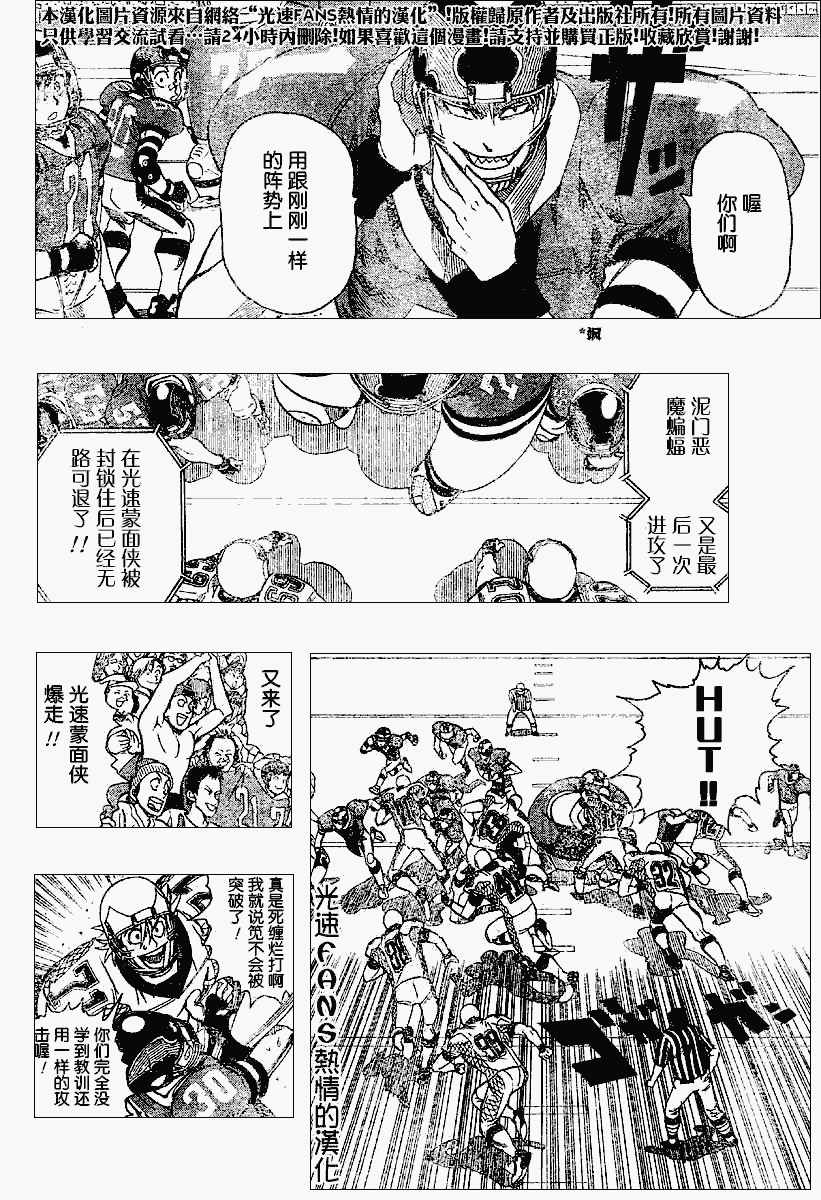 本漢化圖片資源來自網絡“光速FANS熱情的漢化”!版權歸原作者及出版社所有!所有圖片資料
只供學習交流試看…請24小時內刪除!如果喜歡這個漫畫!請支持並購買正版!收藏欣賞!謝謝!
喔
你们啊
用跟刚刚一样
的阵势上
泥门恶
魔蝙蝠
又是最
后一次
进攻了
在光速蒙面侠被
封锁住后已经无
路可退了!!
HUT!!
又来了
光速蒙面侠
爆走!!
真是死缠烂打啊
我就说笕不会被
突破了!
你们完全没
学到教训还
用一样的攻
击喔!
光速FANS熱情的漢化